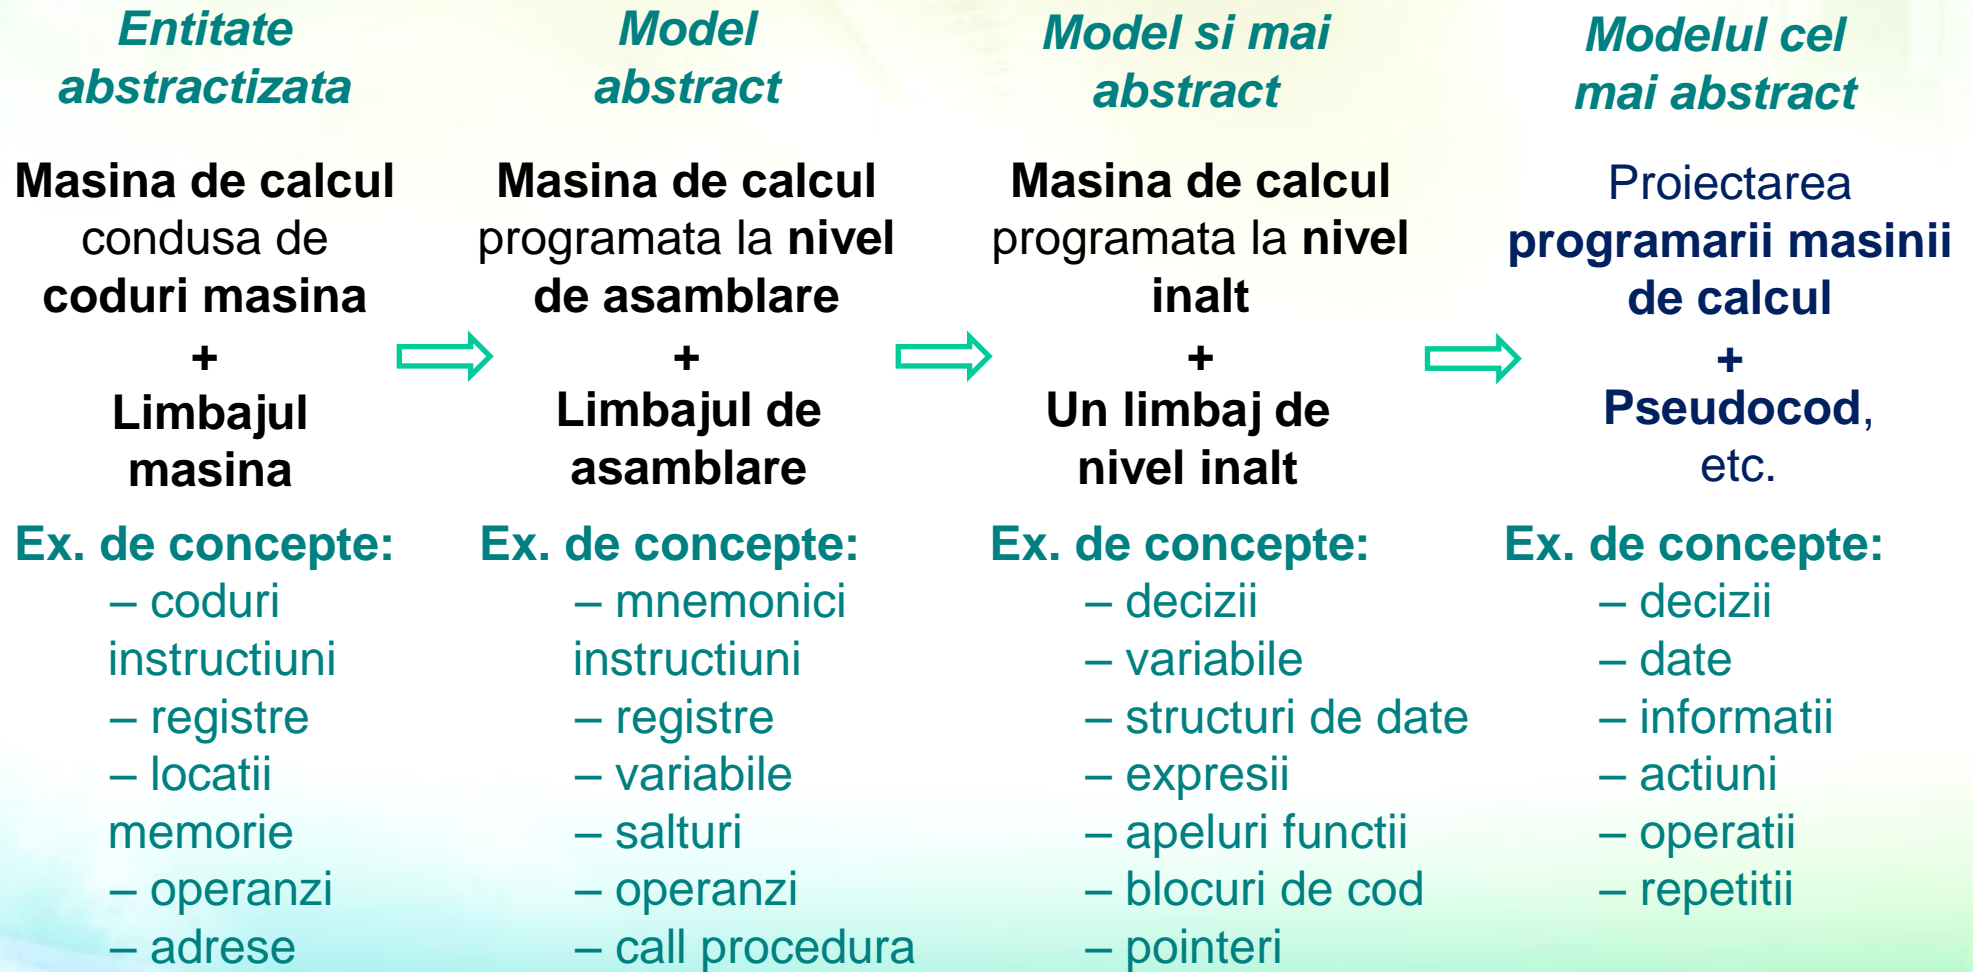 Entitate
abstractizata
Masina de calcul
condusa de
coduri masina
+
Limbajul
masina
Ex. de concepte:
– coduri
instructiuni
– registre
– locatii
memorie
– operanzi
– adrese
Model
abstract
Masina de calcul
programata la nivel
de asamblare
+
Limbajul de
asamblare
Ex. de concepte:
– mnemonici
instructiuni
– registre
– variabile
– salturi
– operanzi
– call procedura
Model si mai
abstract
Masina de calcul
programata la nivel
inalt
+
Un limbaj de
nivel inalt
Ex. de concepte:
– decizii
– variabile
– structuri de date
– expresii
– apeluri functii
– blocuri de cod
– pointeri
Modelul cel
mai abstract
Proiectarea
programarii masinii
de calcul
+
Pseudocod,
etc.
Ex. de concepte:
– decizii
– date
– informatii
– actiuni
– operatii
– repetitii